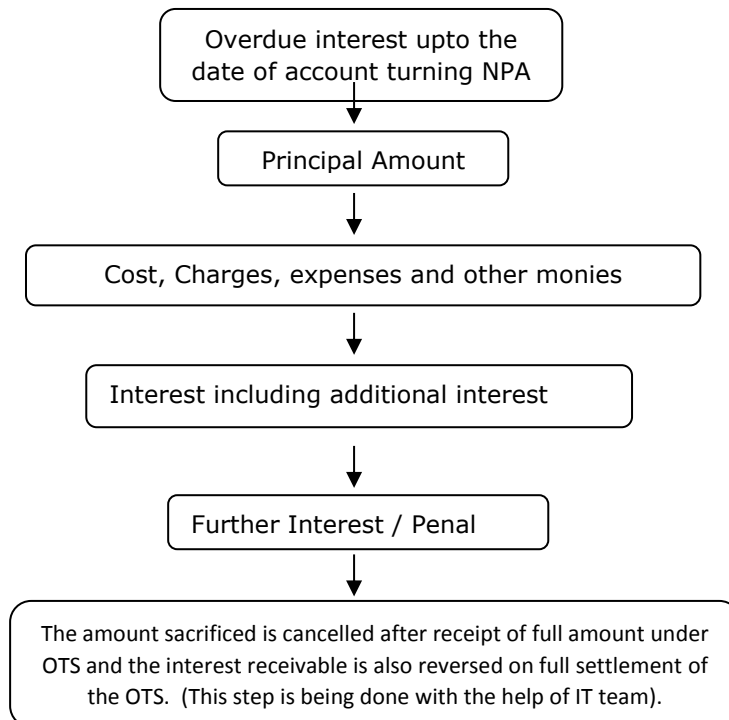 Overdue interest upto the
date of account turning NPA
Principal Amount
Cost, Charges, expenses and other monies
Interest including additional interest
Further Interest / Penal
The amount sacrificed is cancelled after receipt of full amount under
OTS and the interest receivable is also reversed on full settlement of
the OTS.  (This step is being done with the help of IT team).